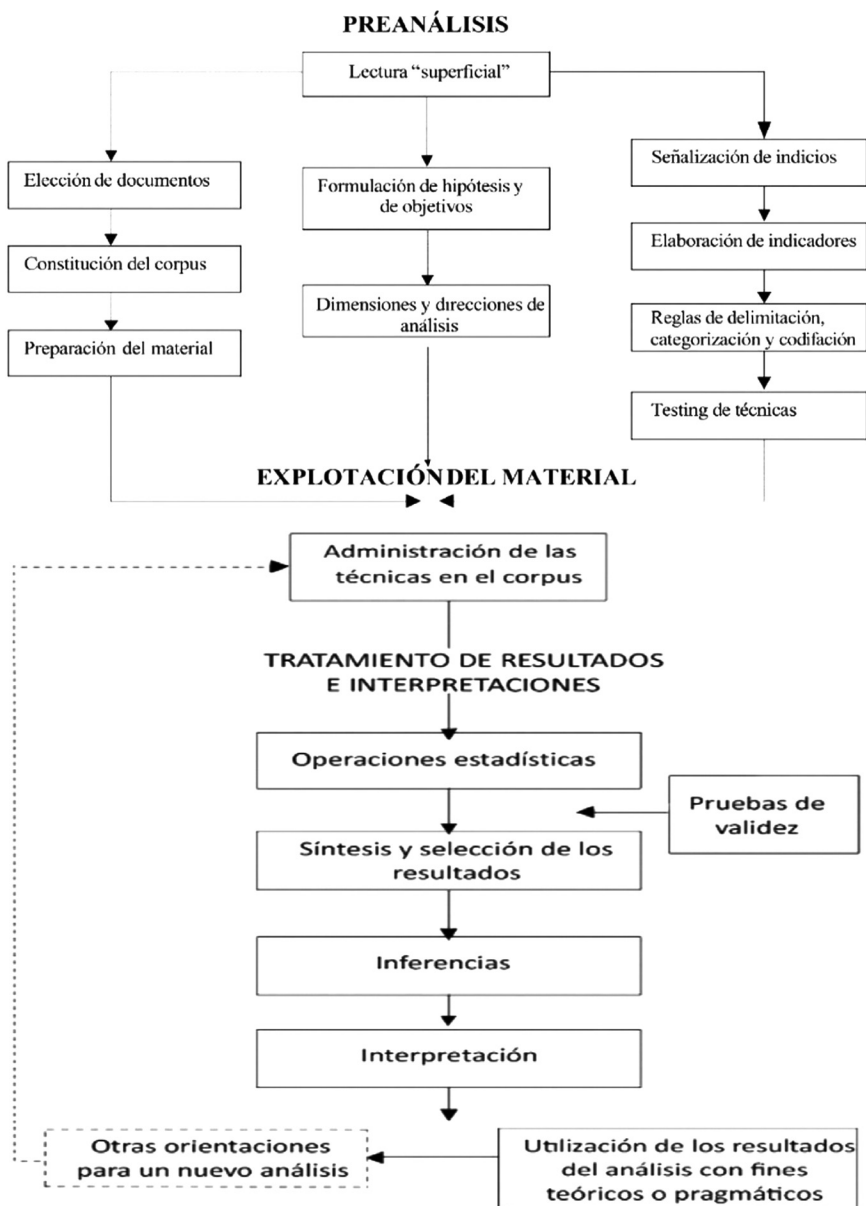 PREANÁLISIS
Lectura “superficial”
Elección de documentos
Constitución del corpus
Preparación del material
Formulación de hipótesis y
de objetivos
Dimensiones y direcciones de
análisis
Señalización de indicios
Elaboración de indicadores
Reglas de delimitación,
categorización y codifación
Testing de técnicas
EXPLOTACIÓN DEL MATERIAL
Administración de las
técnicas en el corpus
TRATAMIENTO DE RESULTADOS
E INTERPRETACIONES
Operaciones estadísticas
Pruebas de
validez
Síntesis y selección de los
resultados
Inferencias
Interpretación
Otras orientaciones
para un nuevo análisis
Utilización de los resultados
del análisis con fines
teóricos o pragmáticos